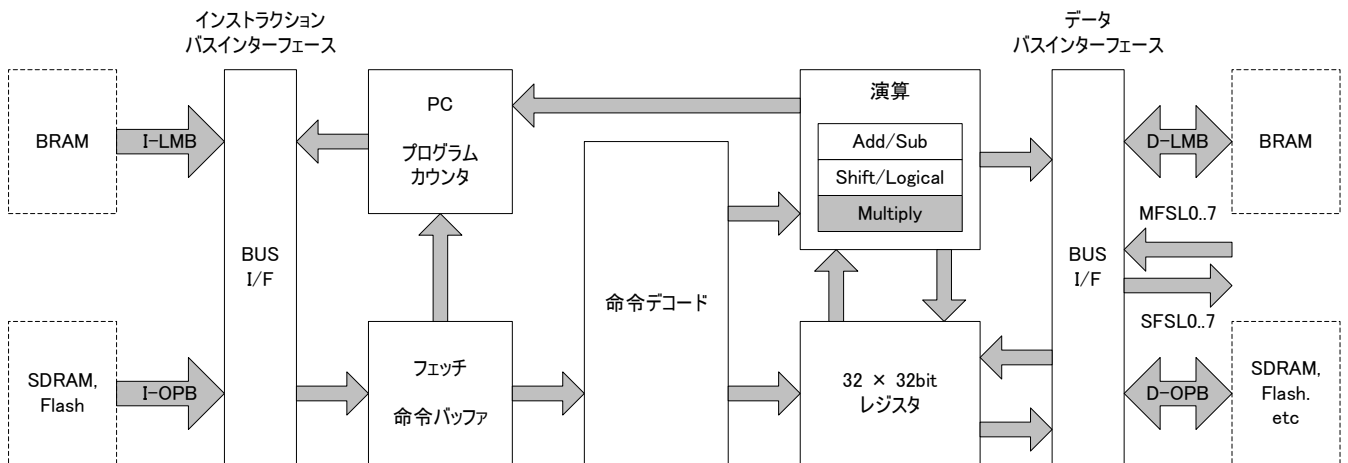 インストラクション
バスインターフェース
データ
バスインターフェース
BRAM
I-LMB
BUS
I/F
PC
プログラム
カウンタ
演算
Add/Sub
Shift/Logical
Multiply
D-LMB
BRAM
MFSL0..7
BUS
I/F
SFSL0..7
命令デコード
SDRAM,
Flash
I-OPB
フェッチ
命令バッファ
32 × 32bit
レジスタ
D-OPB
SDRAM,
Flash.
etc